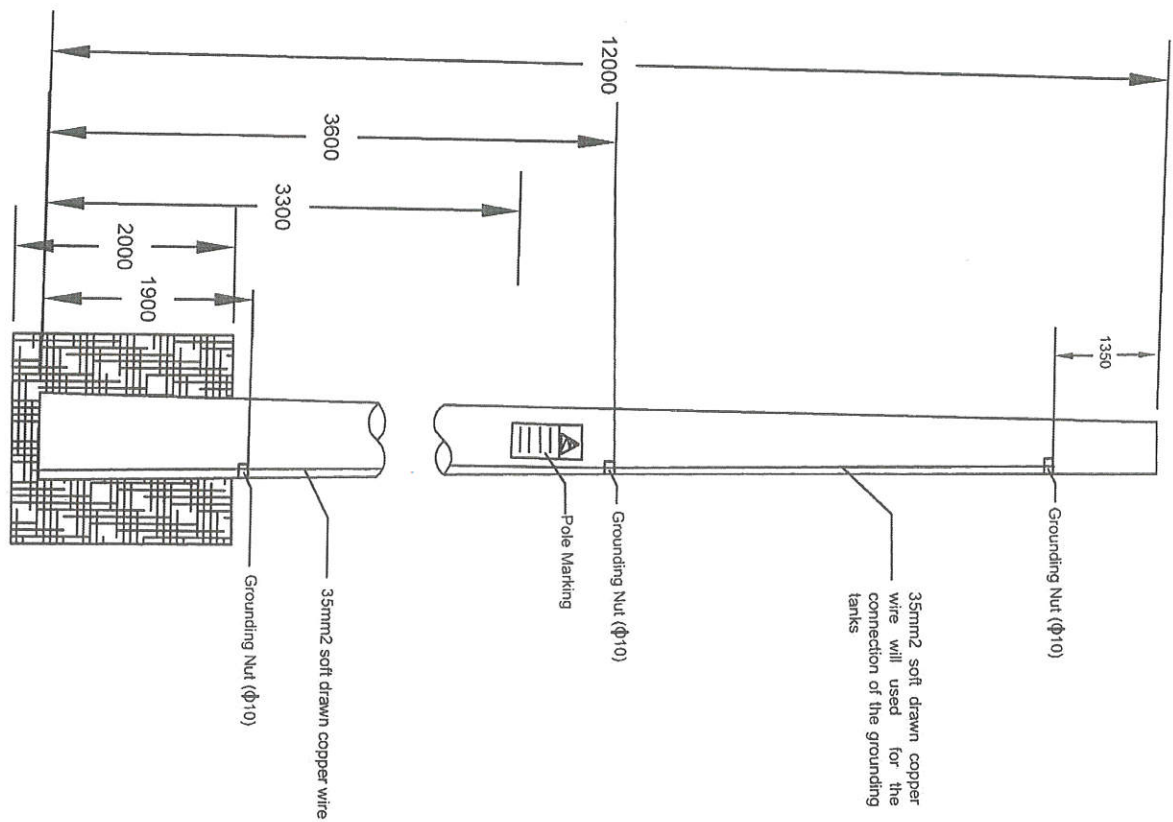 12000
3600
3300
2000
1900
1350
Grounding Nut (ϕ10)
35mm2 soft drawn copper
wire will used for the
connection of the grounding
tanks
Grounding Nut (ϕ10)
Pole Marking
35mm2 soft drawn copper wire
Grounding Nut (ϕ10)